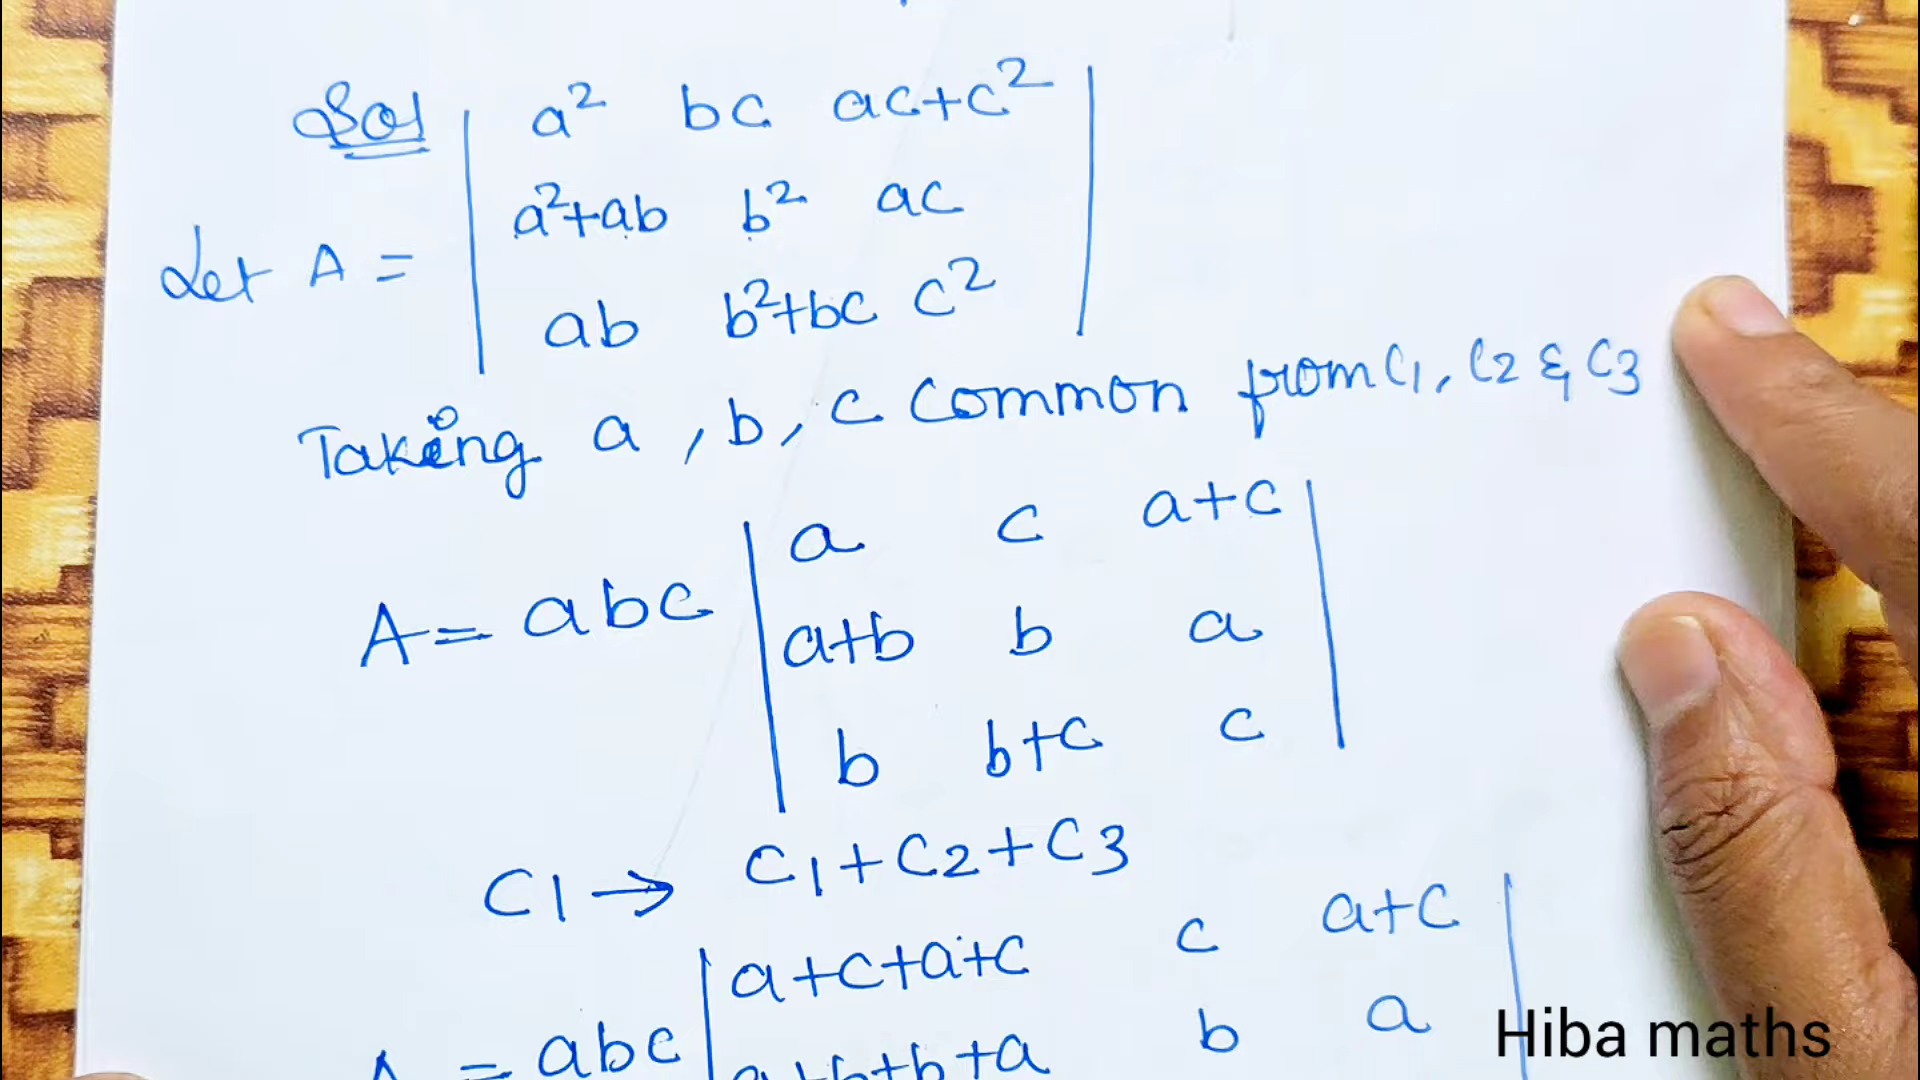 Sol
a² bc ac+c²
Let A = a²+ab b² ac
ab b²+bc c²
Taking a, b, c common from C1, C2 & C3
a c a+c
A = abc a+b b a
b b+c c
C1 → C1+C2+C3
a+c+a+c c a+c
A = abc a+b+b+a b a
Hiba maths